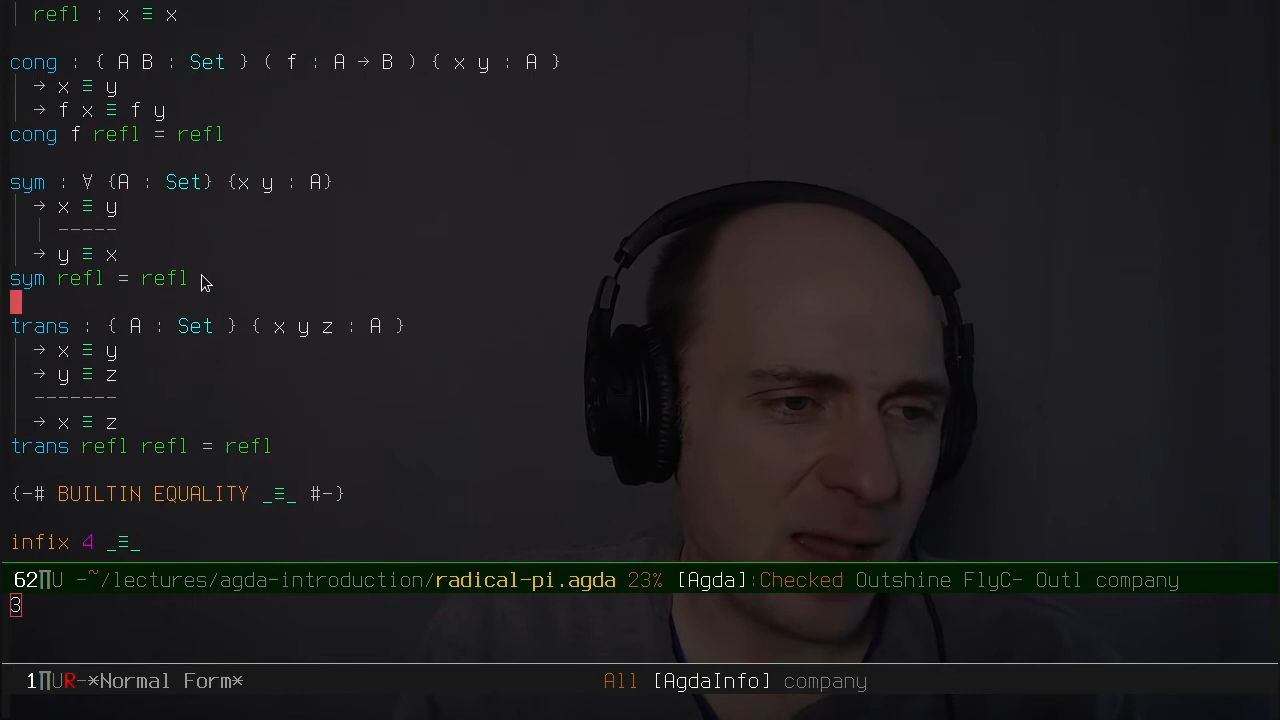 refl : x ≡ x
cong : { A B : Set } ( f : A → B ) { x y : A }
→ x ≡ y
→ f x ≡ f y
cong f refl = refl
sym : ∀ {A : Set} {x y : A}
→ x ≡ y
-----
→ y ≡ x
sym refl = refl
trans : { A : Set } { x y z : A }
→ x ≡ y
→ y ≡ z
-------
→ x ≡ z
trans refl refl = refl
{-# BUILTIN EQUALITY _≡_ #-}
infix 4 _≡_
62∏U -~/lectures/agda-introduction/radical-pi.agda 23% [Agda]:Checked Outshine FlyC- Outl company
3
1∏UR-*Normal Form* All [AgdaInfo] company